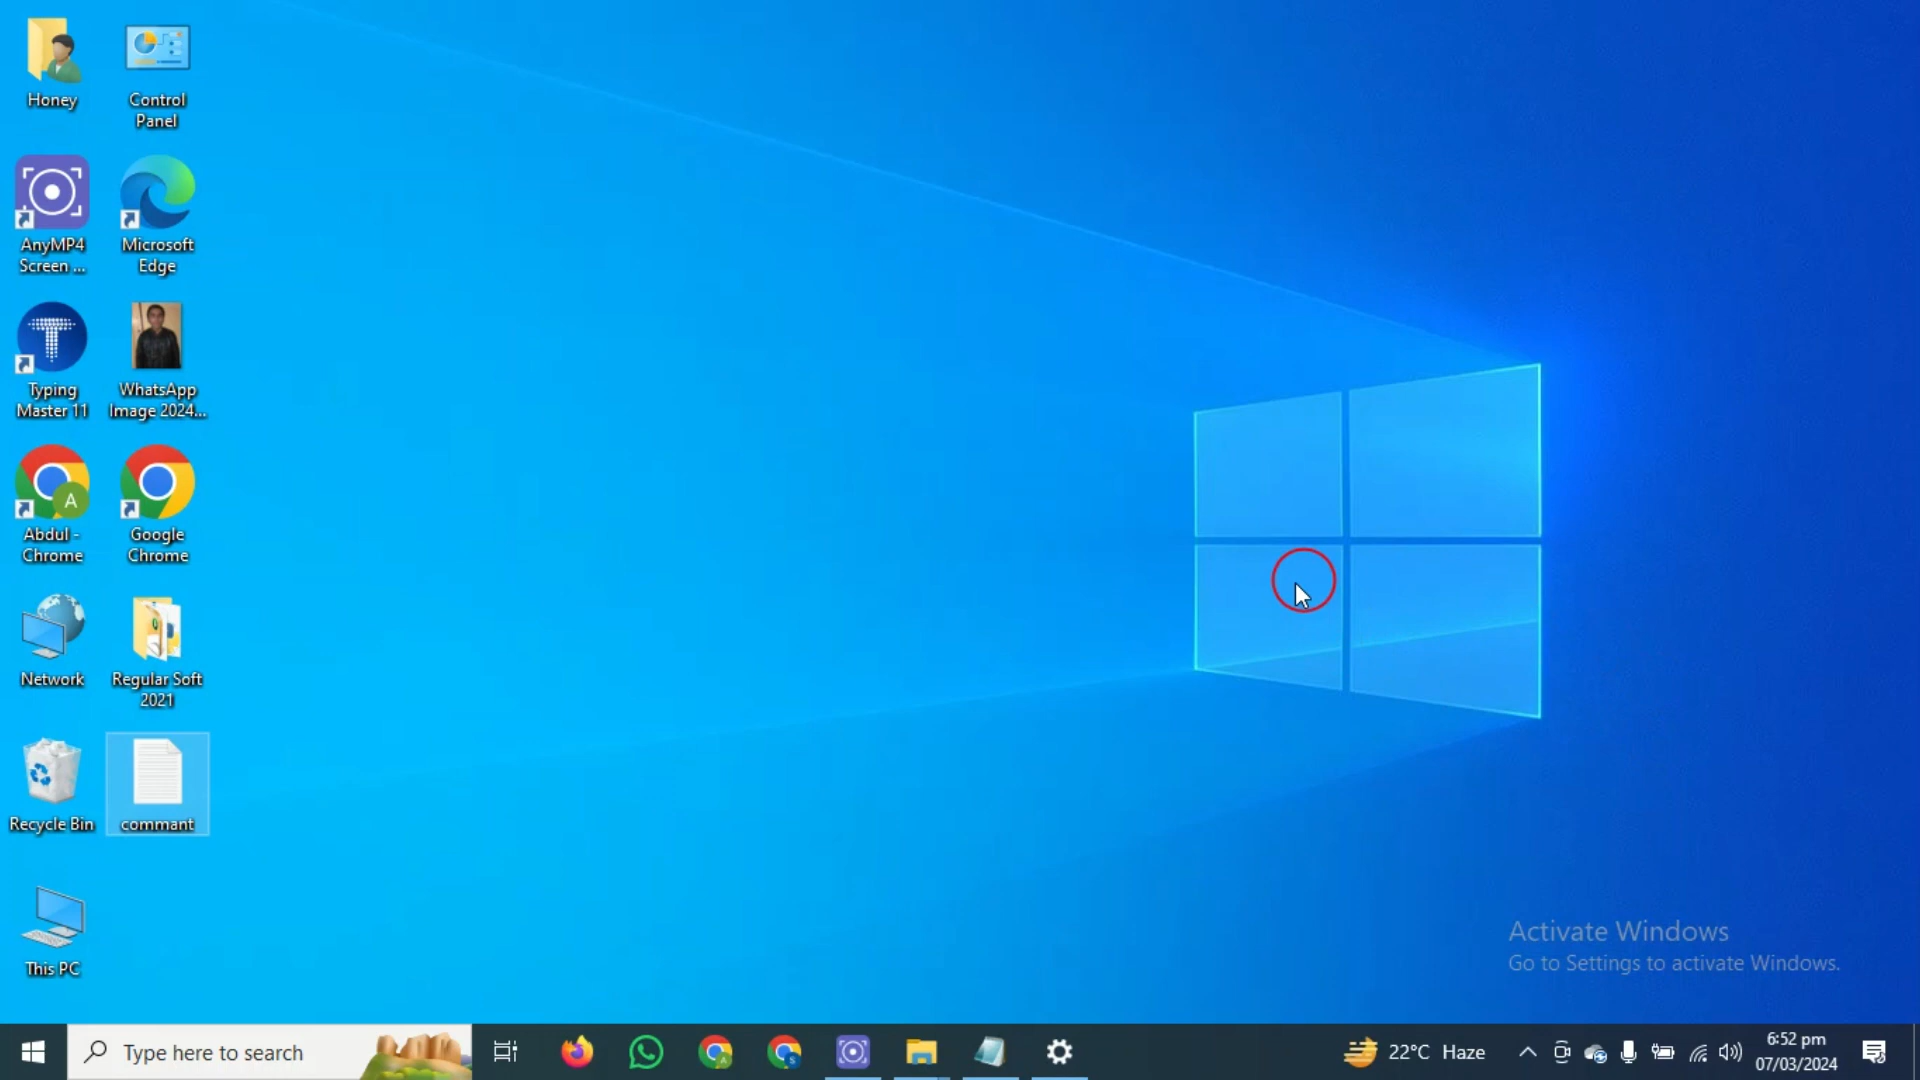 Honey
Control
Panel
AnyMP4
Screen ...
Microsoft
Edge
Typing
Master 11
WhatsApp
Image 2024...
A
Abdul -
Chrome
Google
Chrome
Network
Regular Soft
2021
Recycle Bin
commant
This PC
Activate Windows
Go to Settings to activate Windows.
Type here to search
22°C Haze
6:52 pm
07/03/2024